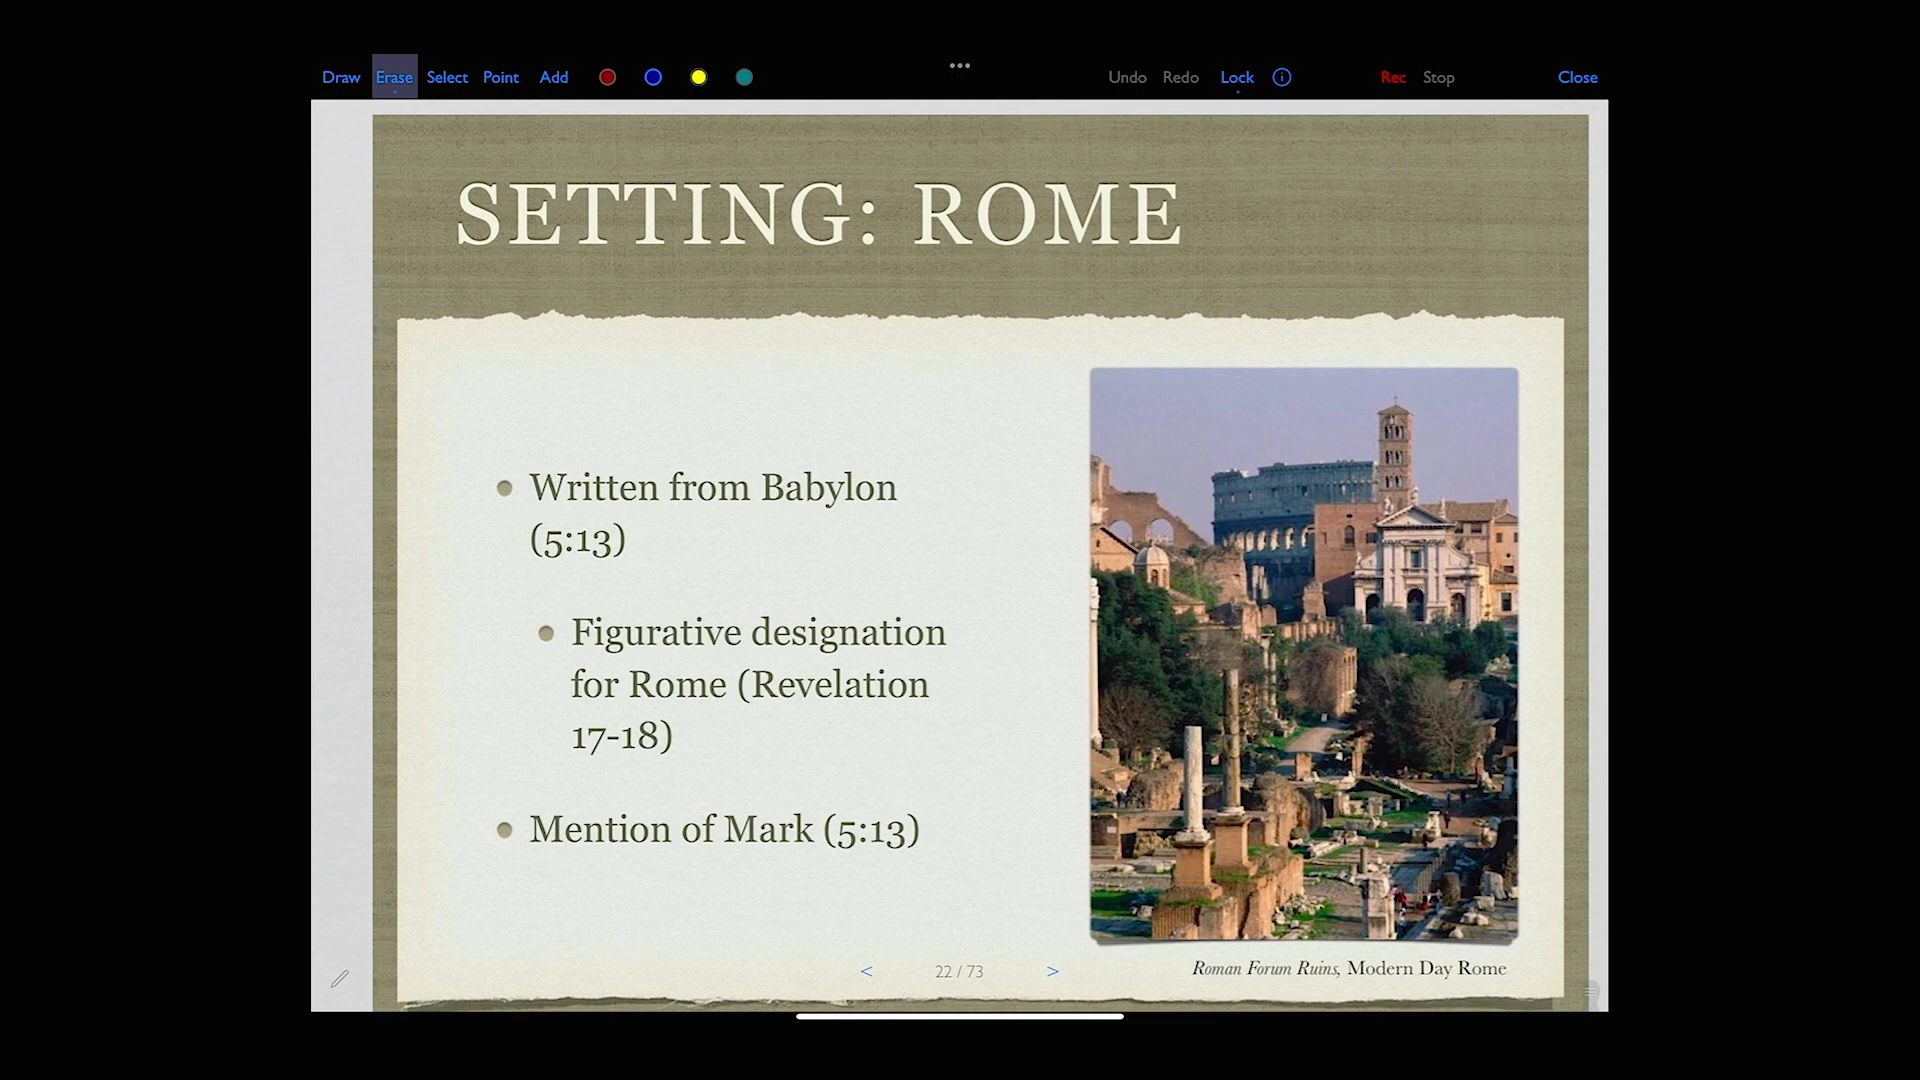 Draw Erase Select Point Add ••• Undo Redo Lock Rec Stop Close
SETTING: ROME
• Written from Babylon
(5:13)
• Figurative designation
for Rome (Revelation
17-18)
• Mention of Mark (5:13)
< 22 / 73 >
Roman Forum Ruins, Modern Day Rome